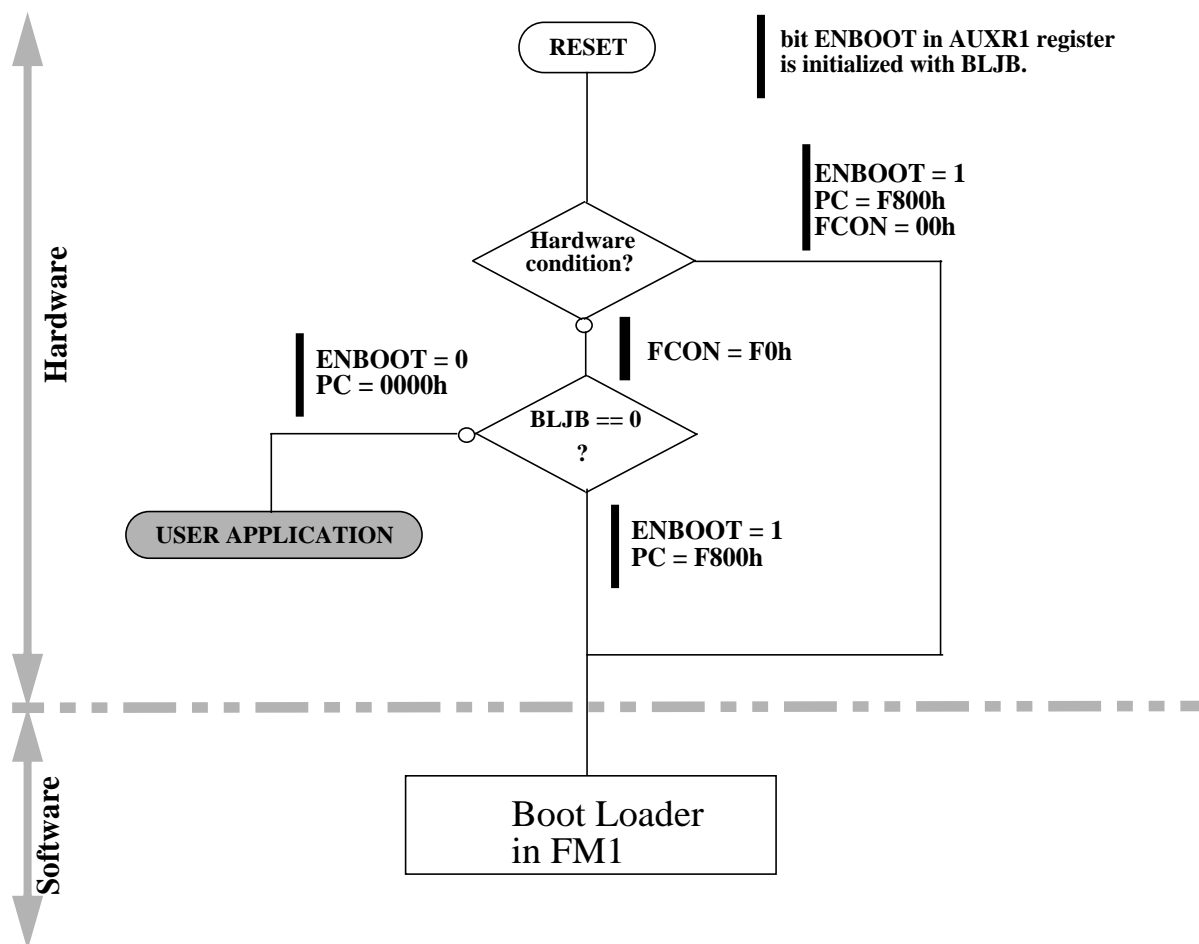 RESET
bit ENBOOT in AUXR1 register
is initialized with BLJB.
ENBOOT = 1
PC = F800h
FCON = 00h
Hardware
condition?
Hardware
FCON = F0h
ENBOOT = 0
PC = 0000h
BLJB == 0
?
USER APPLICATION
ENBOOT = 1
PC = F800h
Software
Boot Loader
in FM1